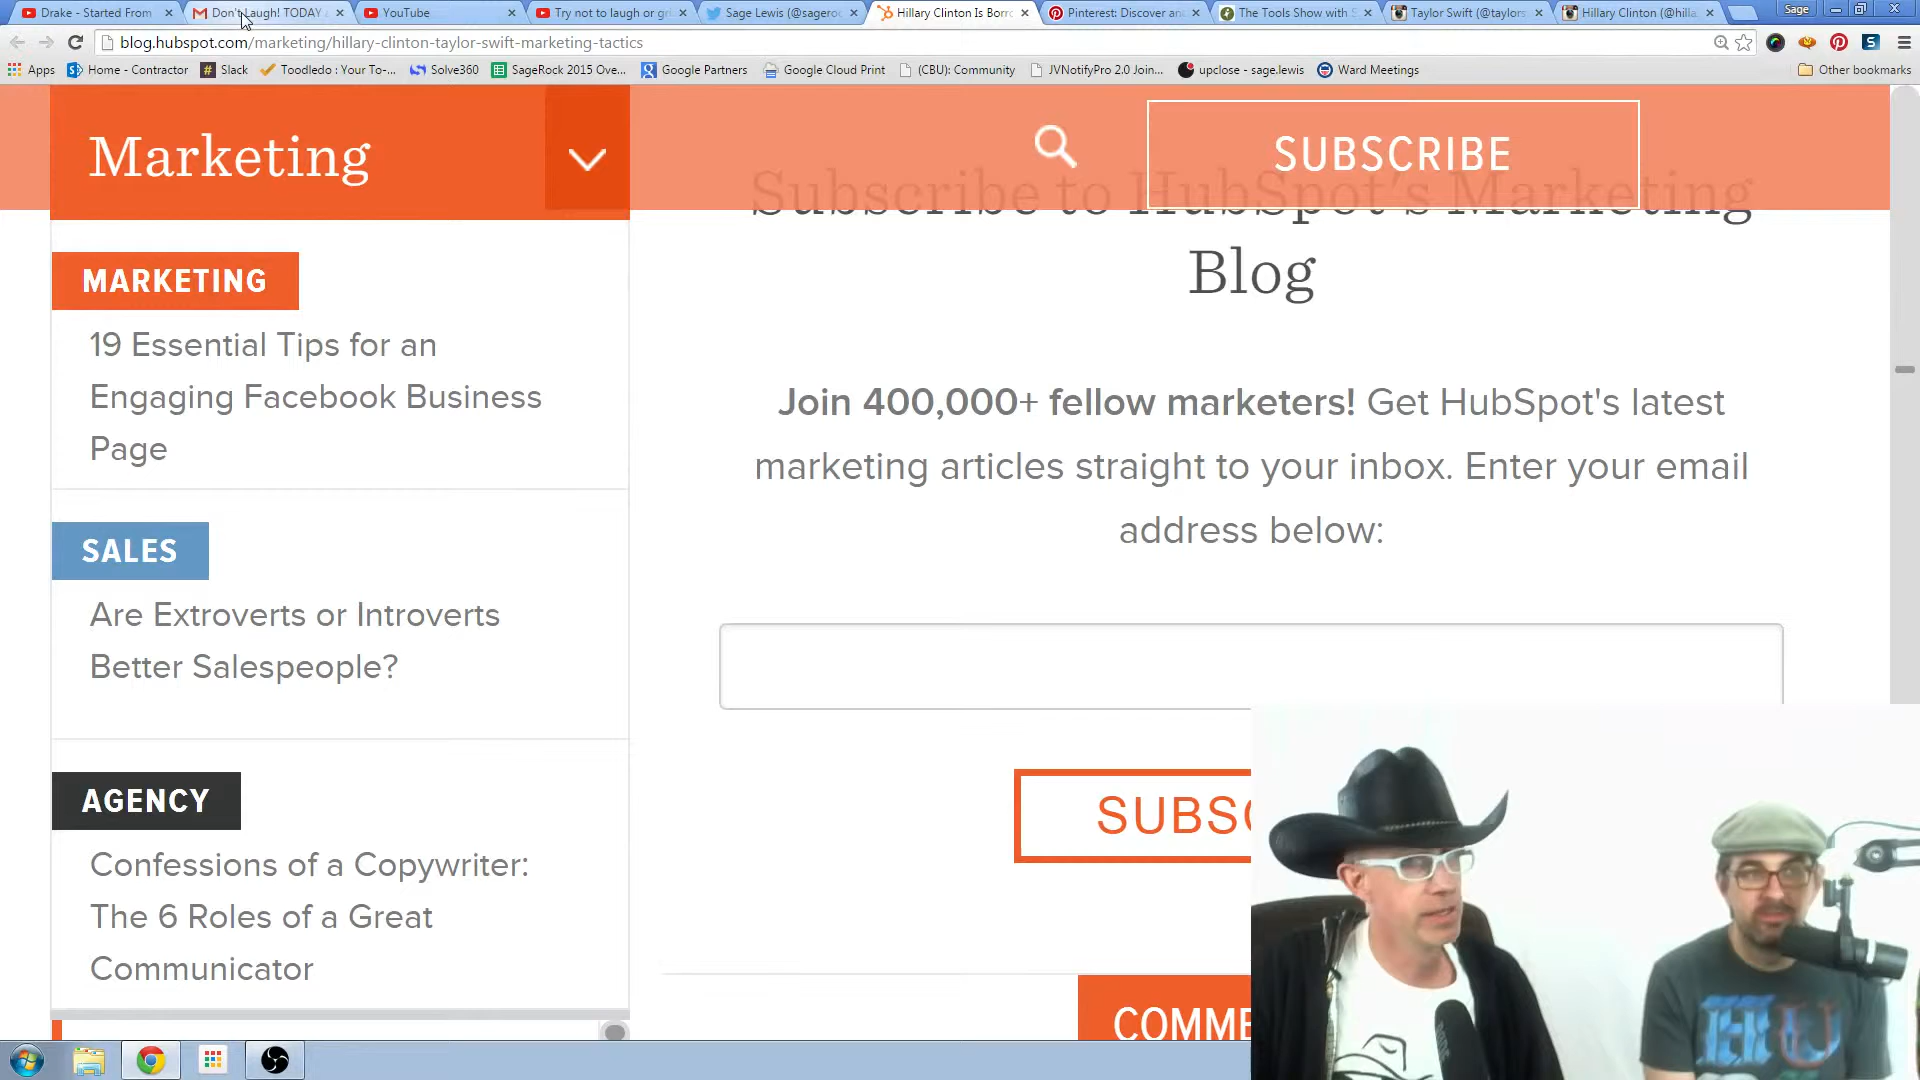 Drake - Started From
Don't Laugh! TODAY
YouTube
Try not to laugh or gri
Sage Lewis (@sagero
Hillary Clinton Is Borro
Pinterest: Discover an
The Tools Show with S
Taylor Swift (@taylors
Hillary Clinton (@hilla
Sage
blog.hubspot.com/marketing/hillary-clinton-taylor-swift-marketing-tactics
Apps
Home - Contractor
Slack
Toodledo : Your To-...
Solve360
SageRock 2015 Ove...
Google Partners
Google Cloud Print
(CBU): Community
JVNotifyPro 2.0 Join...
upclose - sage.lewis
Ward Meetings
Other bookmarks
Marketing
SUBSCRIBE
Subscribe to HubSpot's Marketing
Blog
MARKETING
19 Essential Tips for an
Engaging Facebook Business
Page
Join 400,000+ fellow marketers! Get HubSpot's latest
marketing articles straight to your inbox. Enter your email
address below:
SALES
Are Extroverts or Introverts
Better Salespeople?
AGENCY
Confessions of a Copywriter:
The 6 Roles of a Great
Communicator
SUBSC
COMME